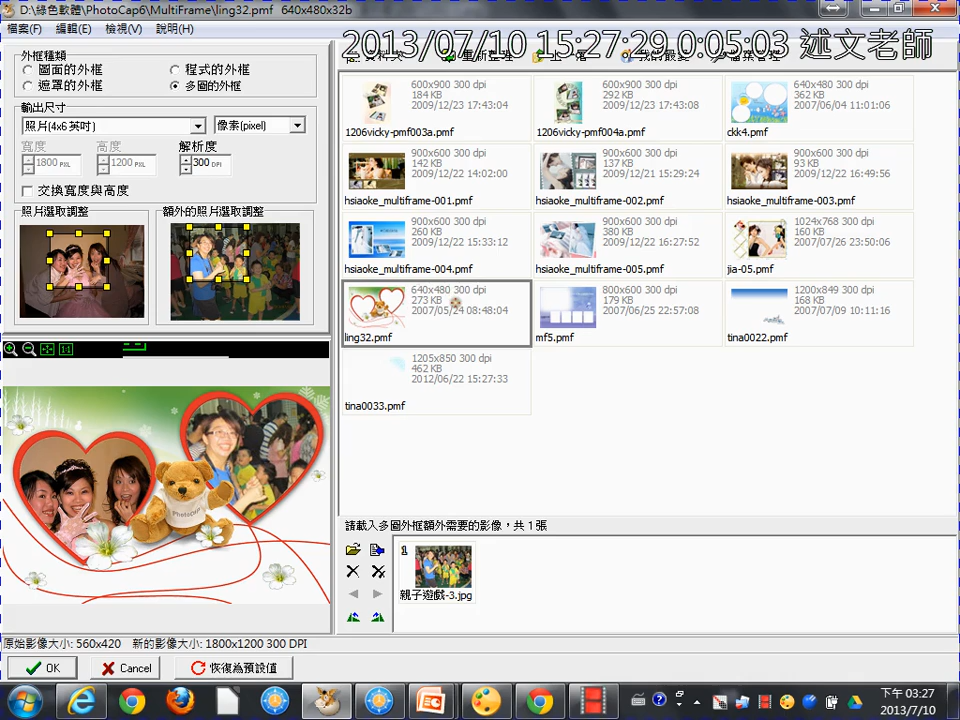 D:\綠色軟體\PhotoCap6\MultiFrame\ling32.pmf 640x480x32b
檔案(F) 編輯(E) 檢視(V) 說明(H)
2013/07/10 15:27:29 0:05:03 述文老師
外框種類
圖面的外框 程式的外框
遮罩的外框 多圖的外框
輸出尺寸
照片(4x6英吋) 像素(pixel)
寬度 高度 解析度
1800 PXL 1200 PXL 300 DPI
交換寬度與高度
照片選取調整 額外的照片選取調整
1:1
PhotoCap
原始影像大小: 560x420 新的影像大小: 1800x1200 300 DPI
OK Cancel 恢復為預設值
重新整理
600x900 300 dpi
184 KB
2009/12/23 17:43:04
1206vicky-pmf003a.pmf
600x900 300 dpi
292 KB
2009/12/23 17:43:08
1206vicky-pmf004a.pmf
640x480 300 dpi
362 KB
2007/06/04 11:01:06
ckk4.pmf
900x600 300 dpi
142 KB
2009/12/22 14:02:00
hsiaoke_multiframe-001.pmf
900x600 300 dpi
137 KB
2009/12/21 15:29:24
hsiaoke_multiframe-002.pmf
900x600 300 dpi
93 KB
2009/12/22 16:49:56
hsiaoke_multiframe-003.pmf
900x600 300 dpi
260 KB
2009/12/22 15:33:12
hsiaoke_multiframe-004.pmf
900x600 300 dpi
380 KB
2009/12/22 16:27:52
hsiaoke_multiframe-005.pmf
1024x768 300 dpi
160 KB
2007/07/26 23:50:06
jia-05.pmf
640x480 300 dpi
273 KB
2007/05/24 08:48:04
ling32.pmf
800x600 300 dpi
179 KB
2007/06/25 22:57:08
mf5.pmf
1200x849 300 dpi
168 KB
2007/07/09 10:11:16
tina0022.pmf
1205x850 300 dpi
462 KB
2012/06/22 15:27:33
tina0033.pmf
請載入多圖外框額外需要的影像，共 1 張
1
親子遊戲-3.jpg
下午 03:27
2013/7/10